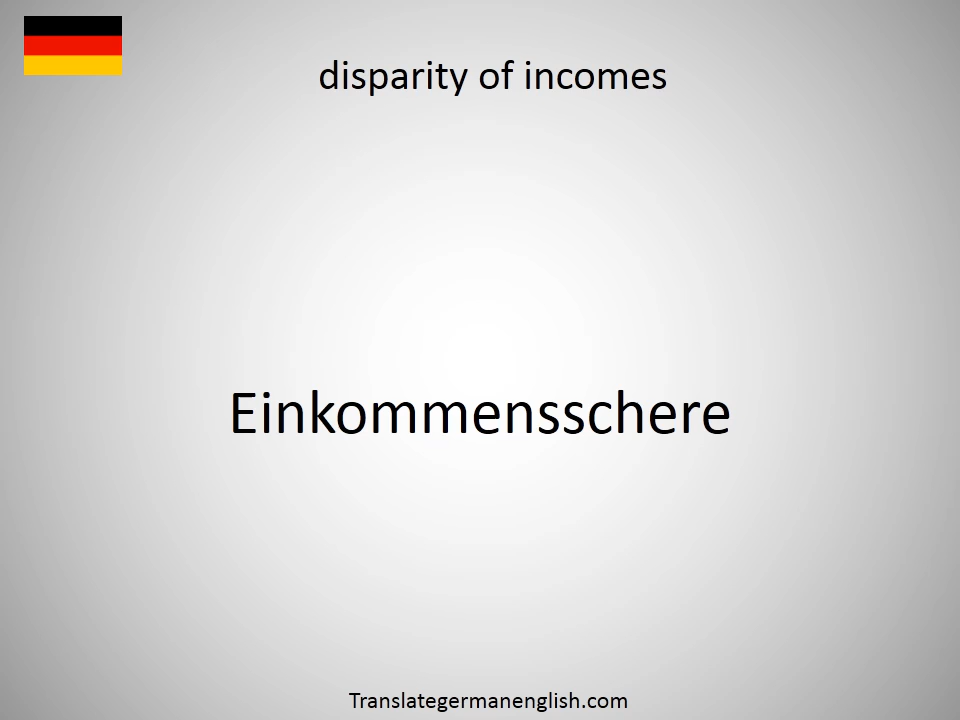 disparity of incomes
Einkommensschere
Translategermanenglish.com